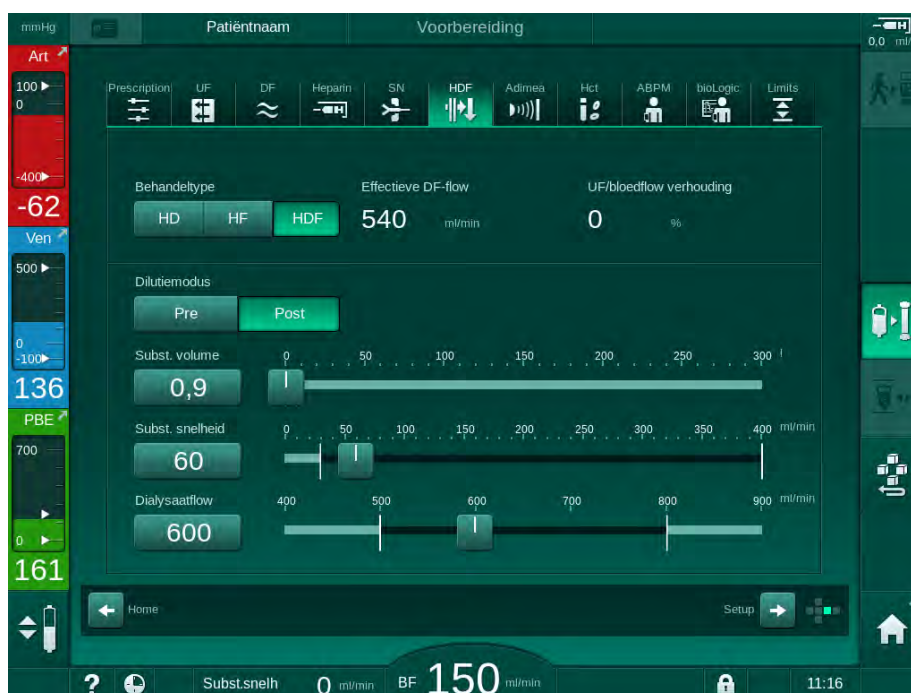 mmHg Patiëntnaam Voorbereiding
0,0 ml/
Art
100
0
-400
-62
Ven
500
0
-100
136
PBE
700
0
161
Prescription UF DF Heparin SN HDF Adimea Hct ABPM bioLogic Limits
Behandeltype Effectieve DF-flow UF/bloedflow verhouding
HD HF HDF 540 ml/min 0 %
Dilutiemodus
Pre Post
Subst. volume 0 50 100 150 200 250 300 l
0,9
Subst. snelheid 0 50 100 150 200 250 300 350 400 ml/min
60
Dialysaatflow 400 500 600 700 800 900 ml/min
600
Home Setup
? Subst.snelh 0 ml/min BF 150 ml/min 11:16